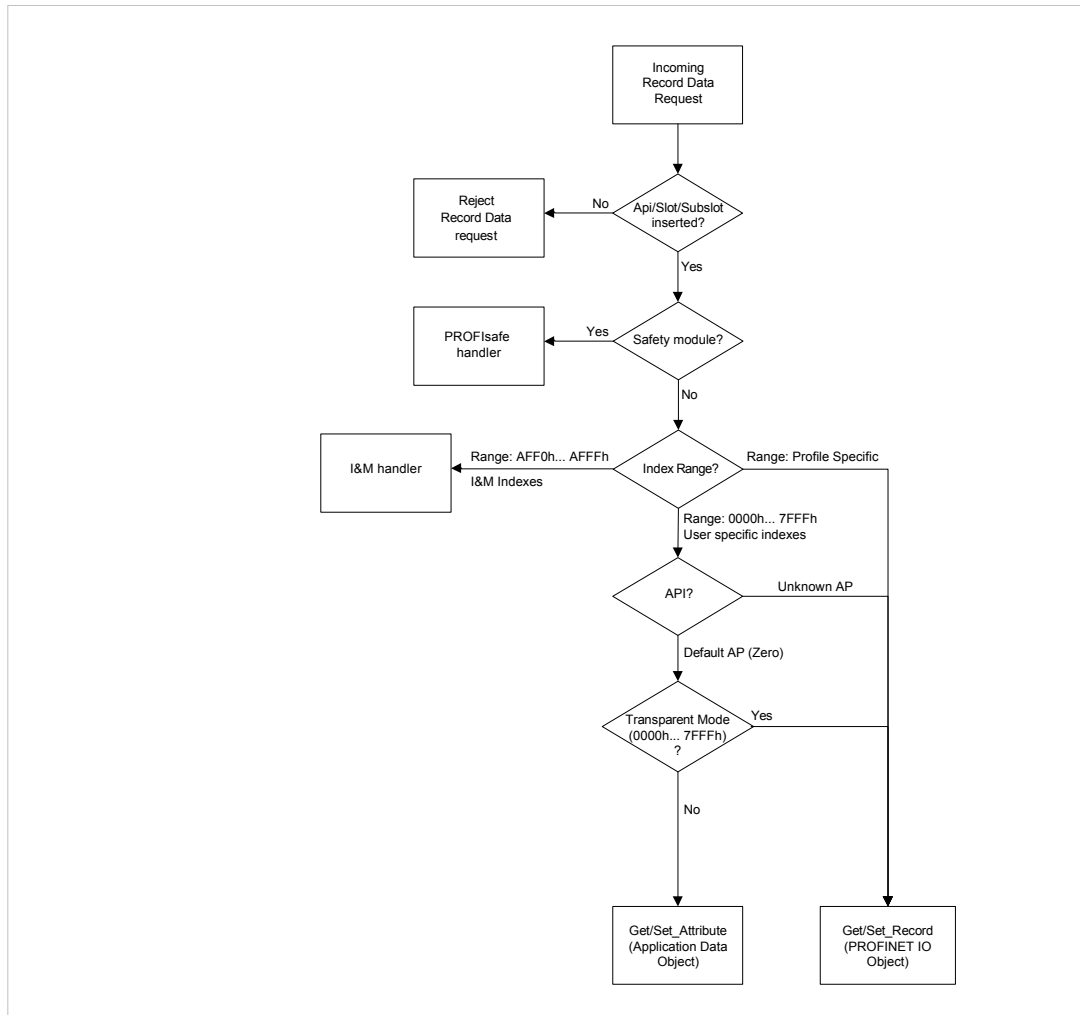 Incoming
Record Data
Request
Reject
Record Data
request
No
Api/Slot/Subslot
inserted?
Yes
PROFIsafe
handler
Yes
Safety module?
No
I&M handler
Range: AFF0h... AFFFh
I&M Indexes
Index Range?
Range: Profile Specific
Range: 0000h... 7FFFh
User specific indexes
API?
Unknown AP
Default AP (Zero)
Transparent Mode
(0000h... 7FFFh)
?
Yes
No
Get/Set_Attribute
(Application Data
Object)
Get/Set_Record
(PROFINET IO
Object)